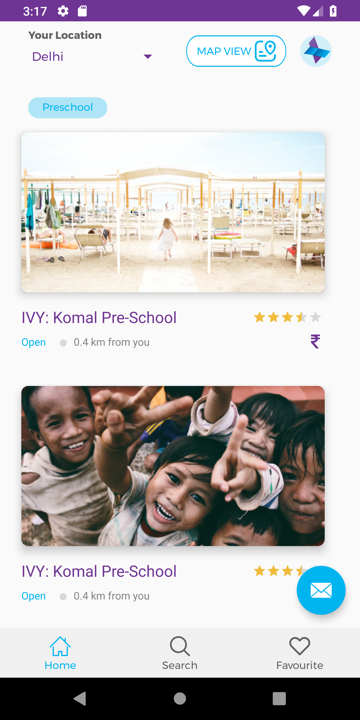 3:17
Your Location
Delhi
MAP VIEW
Preschool
IVY: Komal Pre-School
Open 0.4 km from you ₹
IVY: Komal Pre-School
Open 0.4 km from you
Home Search Favourite